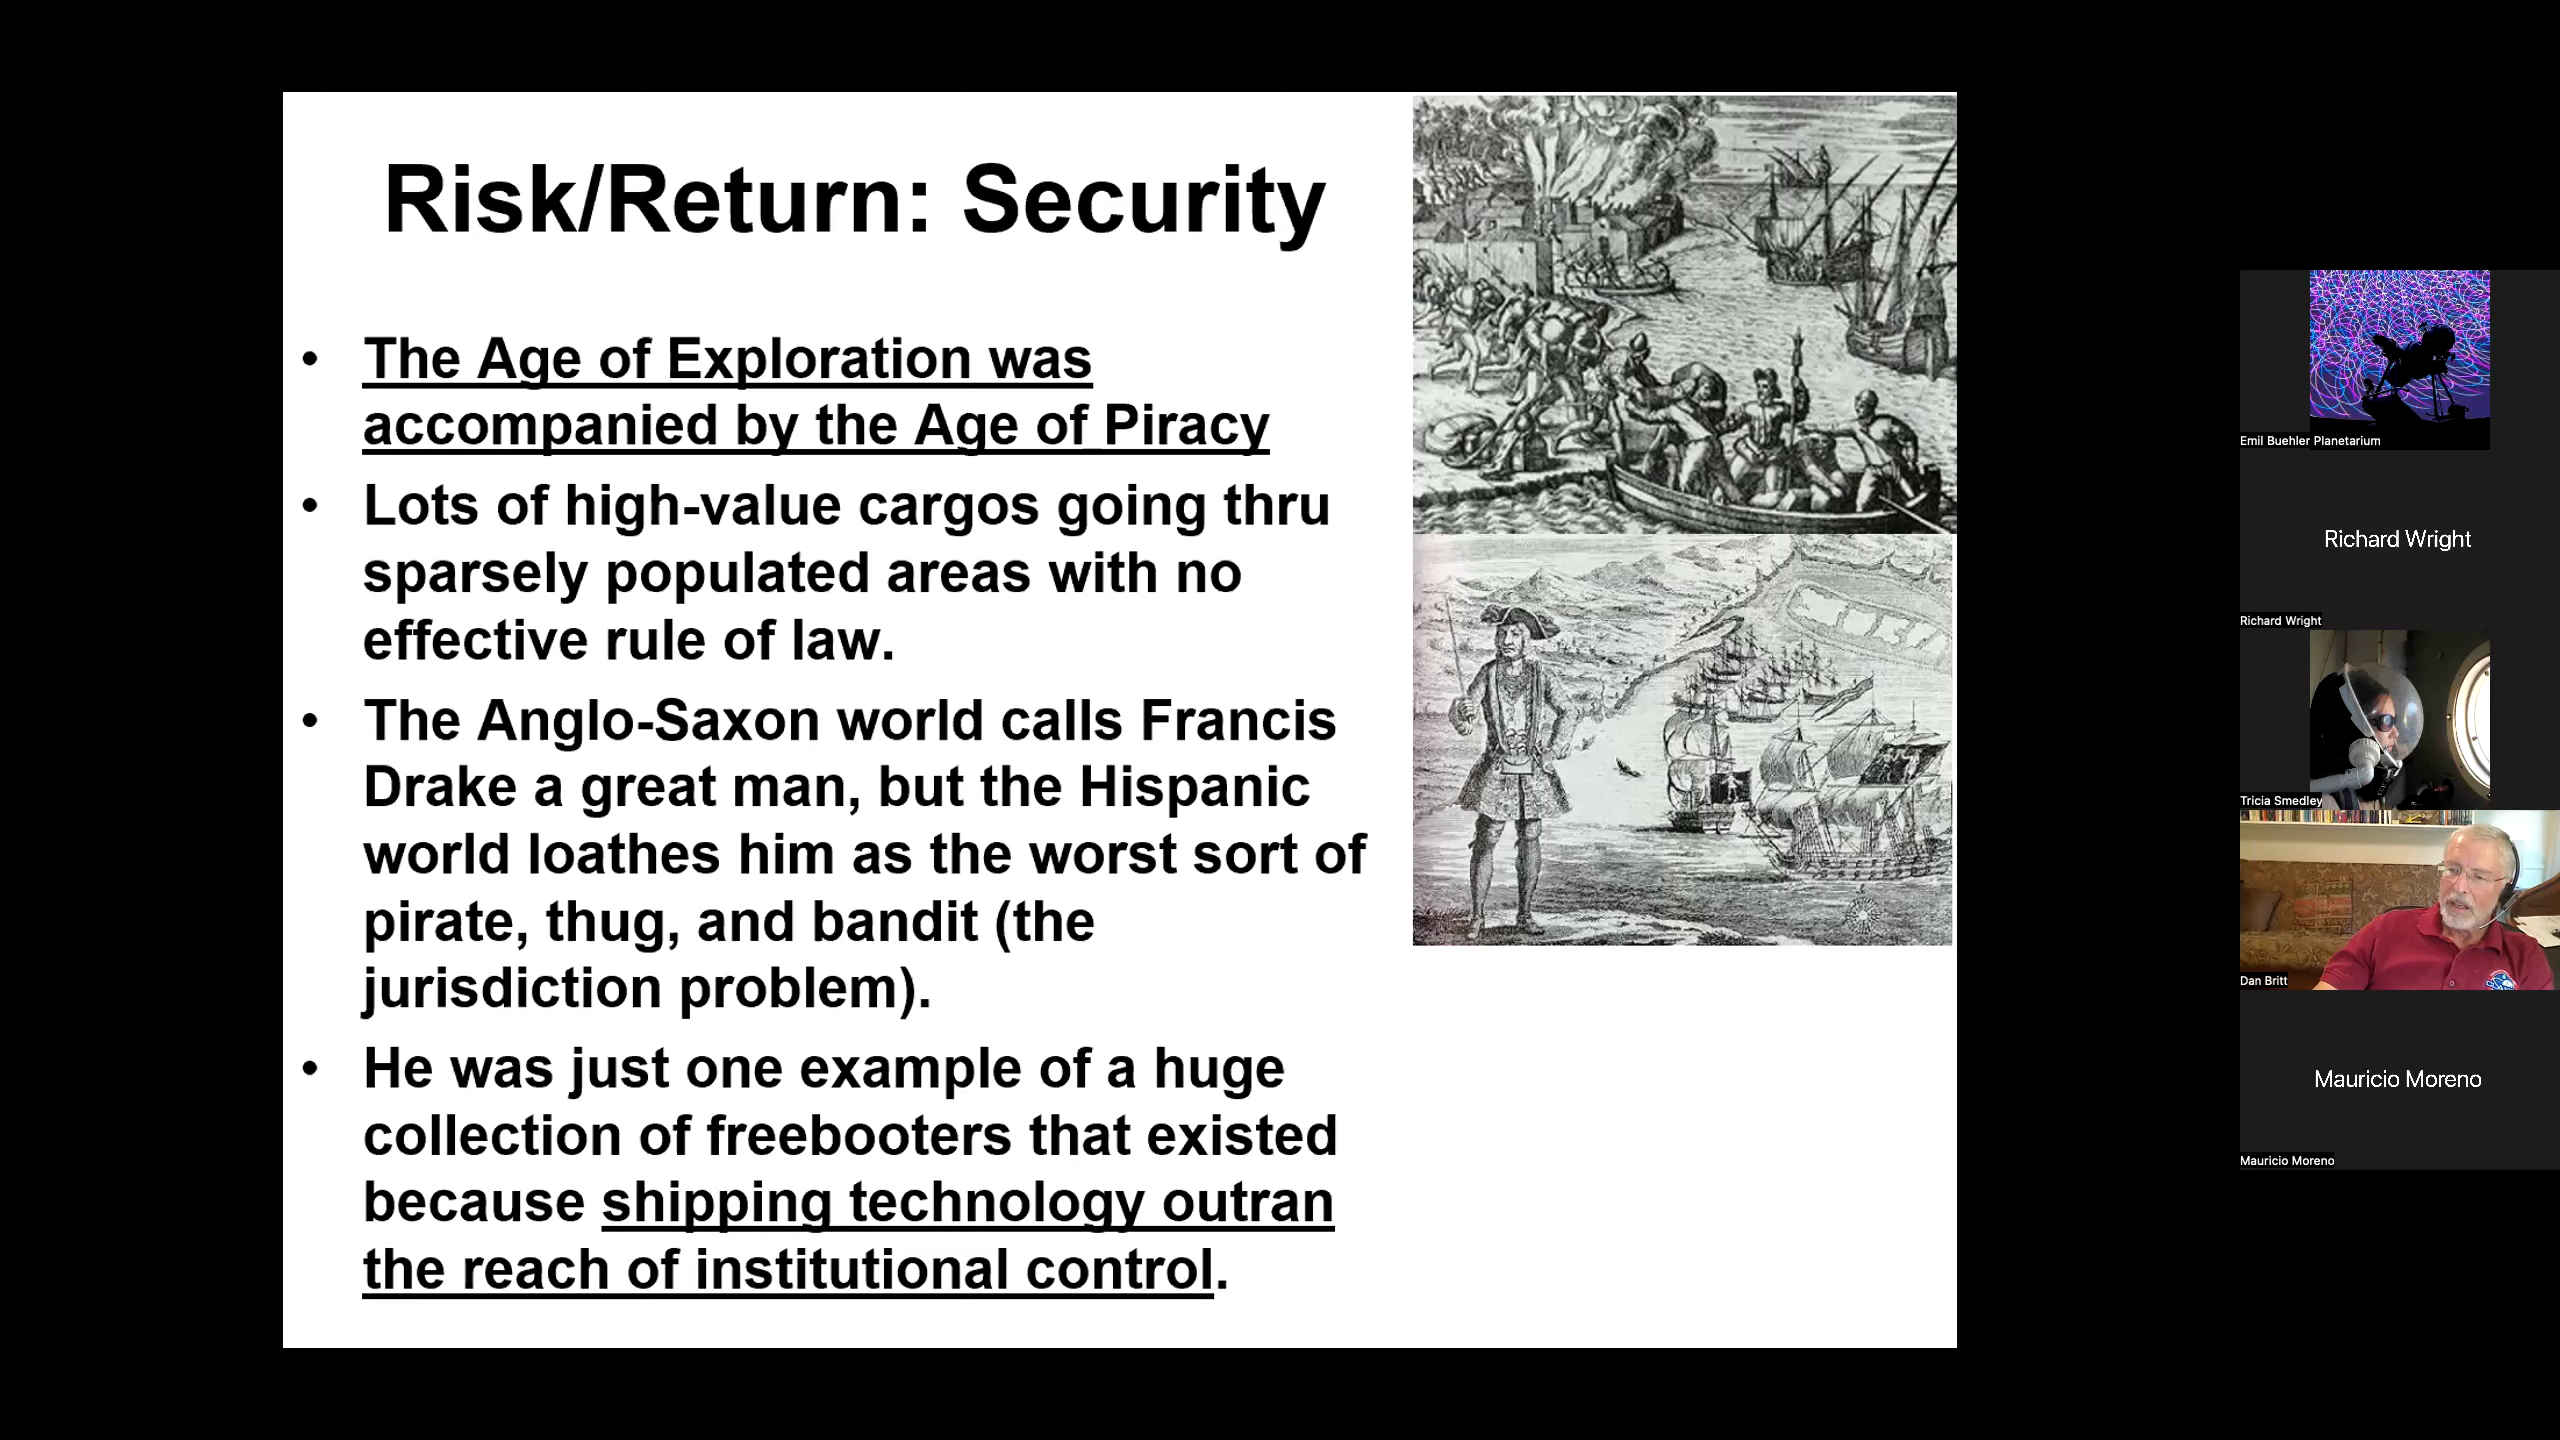 Risk/Return: Security
• The Age of Exploration was
accompanied by the Age of Piracy
• Lots of high-value cargos going thru
sparsely populated areas with no
effective rule of law.
• The Anglo-Saxon world calls Francis
Drake a great man, but the Hispanic
world loathes him as the worst sort of
pirate, thug, and bandit (the
jurisdiction problem).
• He was just one example of a huge
collection of freebooters that existed
because shipping technology outran
the reach of institutional control.
Emil Buehler Planetarium
Richard Wright
Richard Wright
Tricia Smedley
Dan Britt
Mauricio Moreno
Mauricio Moreno